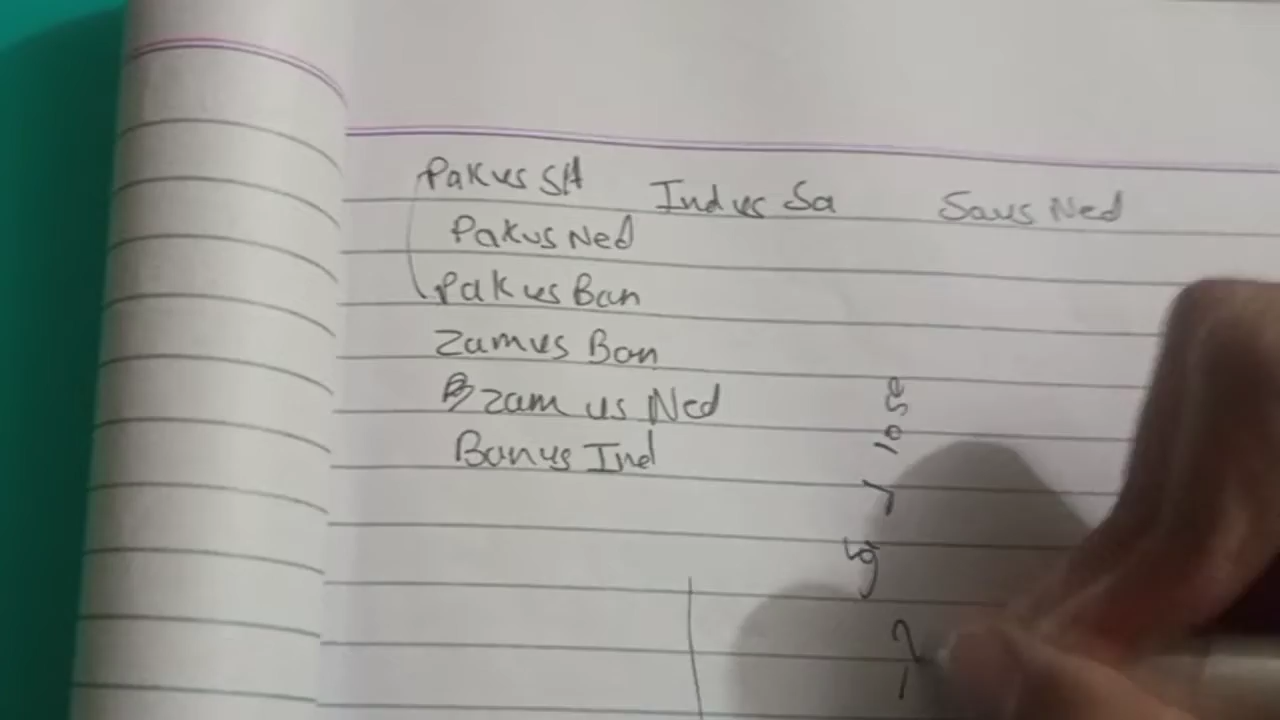 Pak vs SA Ind vs Sa Sa vs Ned
Pak vs Ned
Pak vs Ban
Zam vs Ban
Zam vs Ned
Ban vs Ind
lose